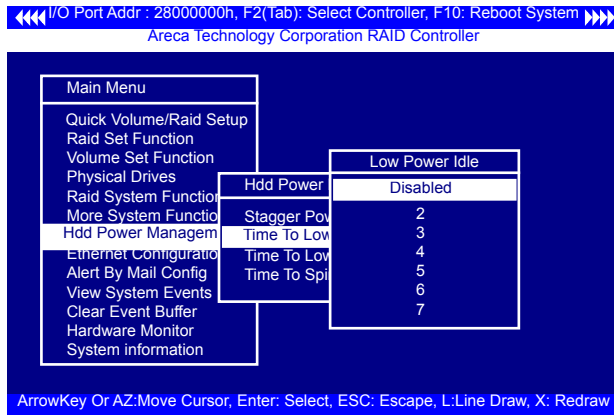 I/O Port Addr : 28000000h, F2(Tab): Select Controller, F10: Reboot System
Areca Technology Corporation RAID Controller
Main Menu
Quick Volume/Raid Setup
Raid Set Function
Volume Set Function
Physical Drives
Raid System Function
More System Functio
Hdd Power Managem
Ethernet Configuratio
Alert By Mail Config
View System Events
Clear Event Buffer
Hardware Monitor
System information
Hdd Power
Stagger Pow
Time To Low
Time To Low
Time To Spi
Low Power Idle
Disabled
2
3
4
5
6
7
ArrowKey Or AZ:Move Cursor, Enter: Select, ESC: Escape, L:Line Draw, X: Redraw